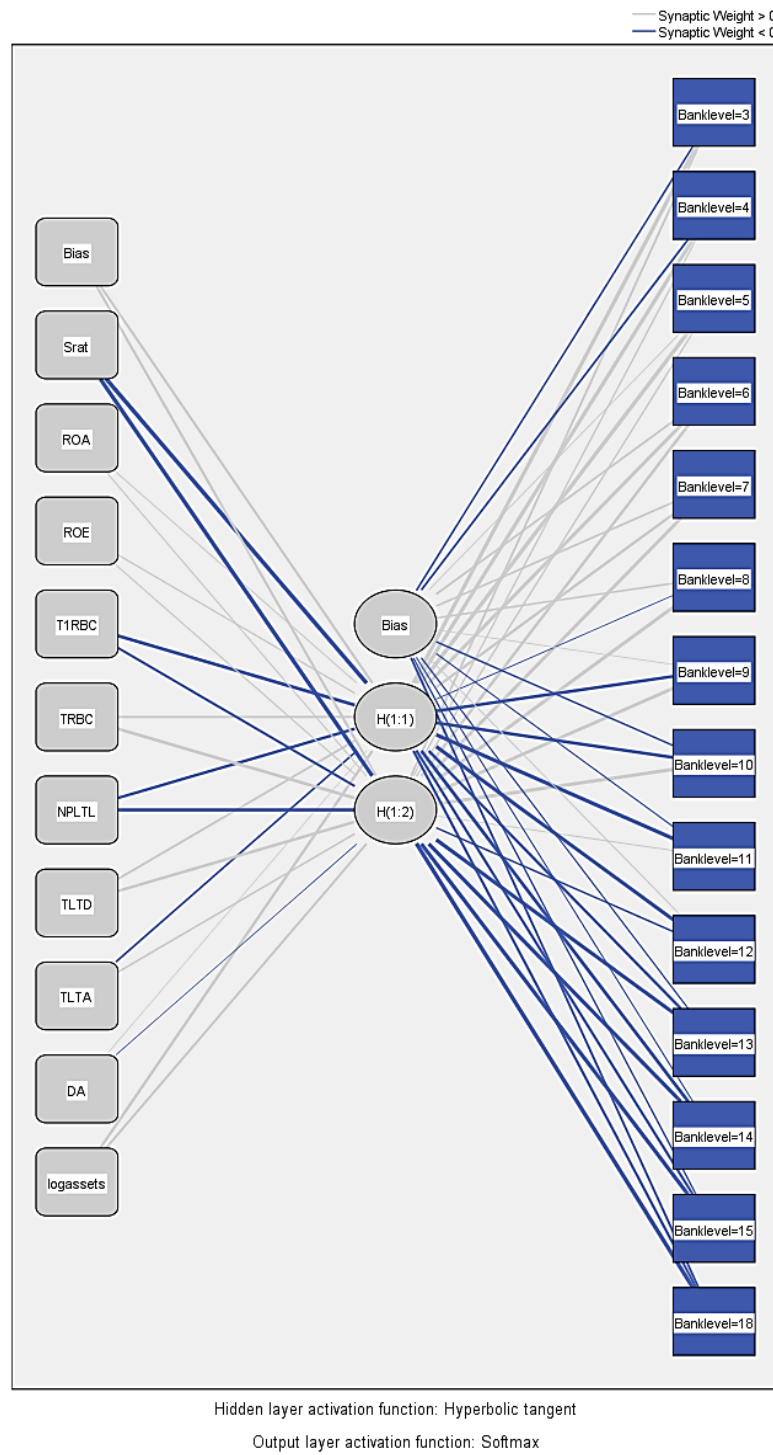 Synaptic Weight > 0
Synaptic Weight < 0
Bias
Srat
ROA
ROE
T1RBC
TRBC
NPLTL
TLTD
TLTA
DA
logassets
Bias
H(1:1)
H(1:2)
Banklevel=3
Banklevel=4
Banklevel=5
Banklevel=6
Banklevel=7
Banklevel=8
Banklevel=9
Banklevel=10
Banklevel=11
Banklevel=12
Banklevel=13
Banklevel=14
Banklevel=15
Banklevel=18
Hidden layer activation function: Hyperbolic tangent
Output layer activation function: Softmax